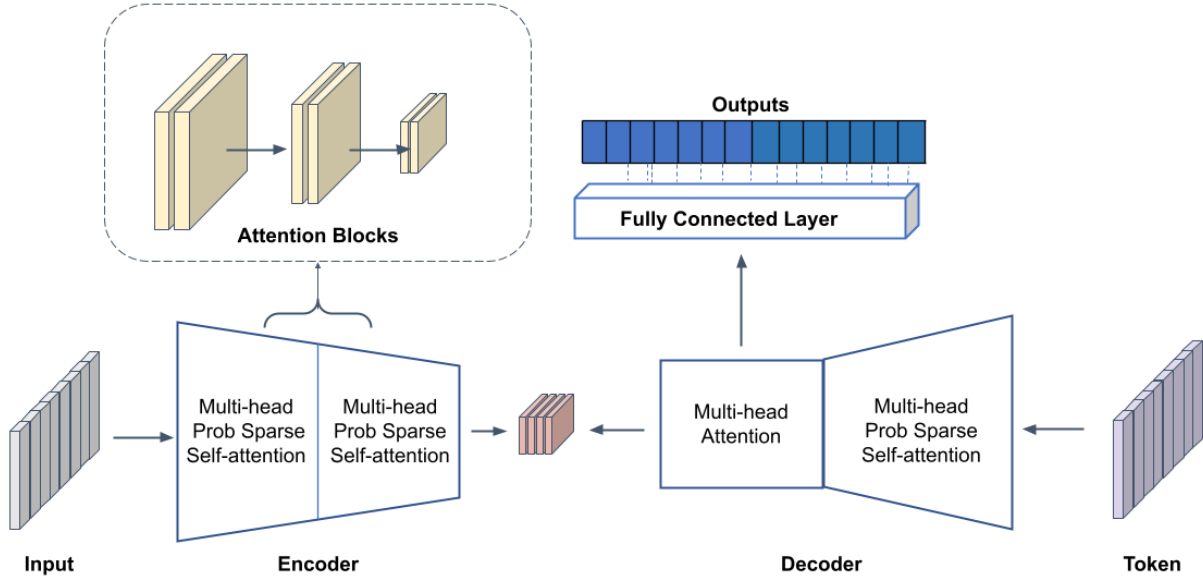 Outputs
Fully Connected Layer
Attention Blocks
Multi-head
Prob Sparse
Self-attention
Multi-head
Prob Sparse
Self-attention
Multi-head
Attention
Multi-head
Prob Sparse
Self-attention
Input
Encoder
Decoder
Token